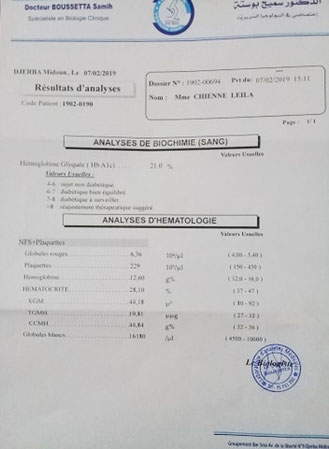 Docteur BOUSSETTA Samih
الدكتور سميح بوستة
Spécialiste en Biologie Clinique
DJERBA Midoun, Le 07/02/2019
Dossier N° : 1902-00694 Pvt du: 07/02/2019 15:11
Résultats d'analyses
Nom : Mme CHIENNE LEILA
Code Patient : 1902-0190
Page : 1/1
ANALYSES DE BIOCHIMIE (SANG)
Valeurs Usuelles
Hémoglobine Glyquée ( Hb A1c). . . . 21.0 %
Valeurs Usuelles :
4-6 sujet non diabétique
6-7 diabétique bien équilibré
7-8 diabétique à surveiller
>8 réajustement thérapeutique suggéré
ANALYSES D'HEMATOLOGIE
Valeurs Usuelles
NFS+Plaquettes
Globules rouges 6,36 10⁶/µl ( 4.00 - 5.40 )
Plaquettes 229 10³/µl ( 150 - 450 )
Hémoglobine 12,60 g% ( 12.0 - 16.0 )
HEMATOCRITE 28,10 % ( 37 - 47 )
VGM 44,18 µ³ ( 80 - 92 )
TGMH 19,81 µµg ( 27 - 32 )
CCMH 44,84 g% ( 32 - 36 )
Globules blancs 16180 /µl ( 4500 - 10000 )
Le Biologiste